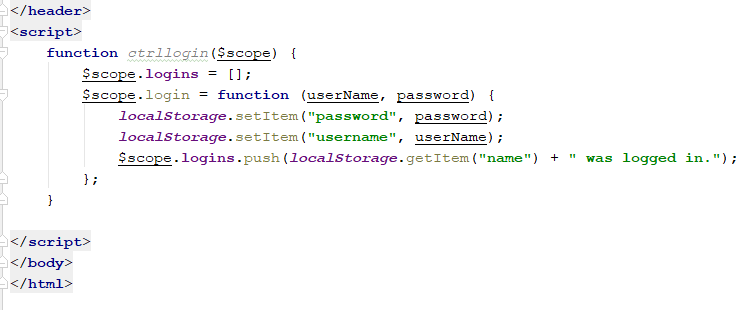 </header>
<script>
    function ctrllogin($scope) {
        $scope.logins = [];
        $scope.login = function (userName, password) {
            localStorage.setItem("password", password);
            localStorage.setItem("username", userName);
            $scope.logins.push(localStorage.getItem("name") + " was logged in.");
        };
    }
</script>
</body>
</html>